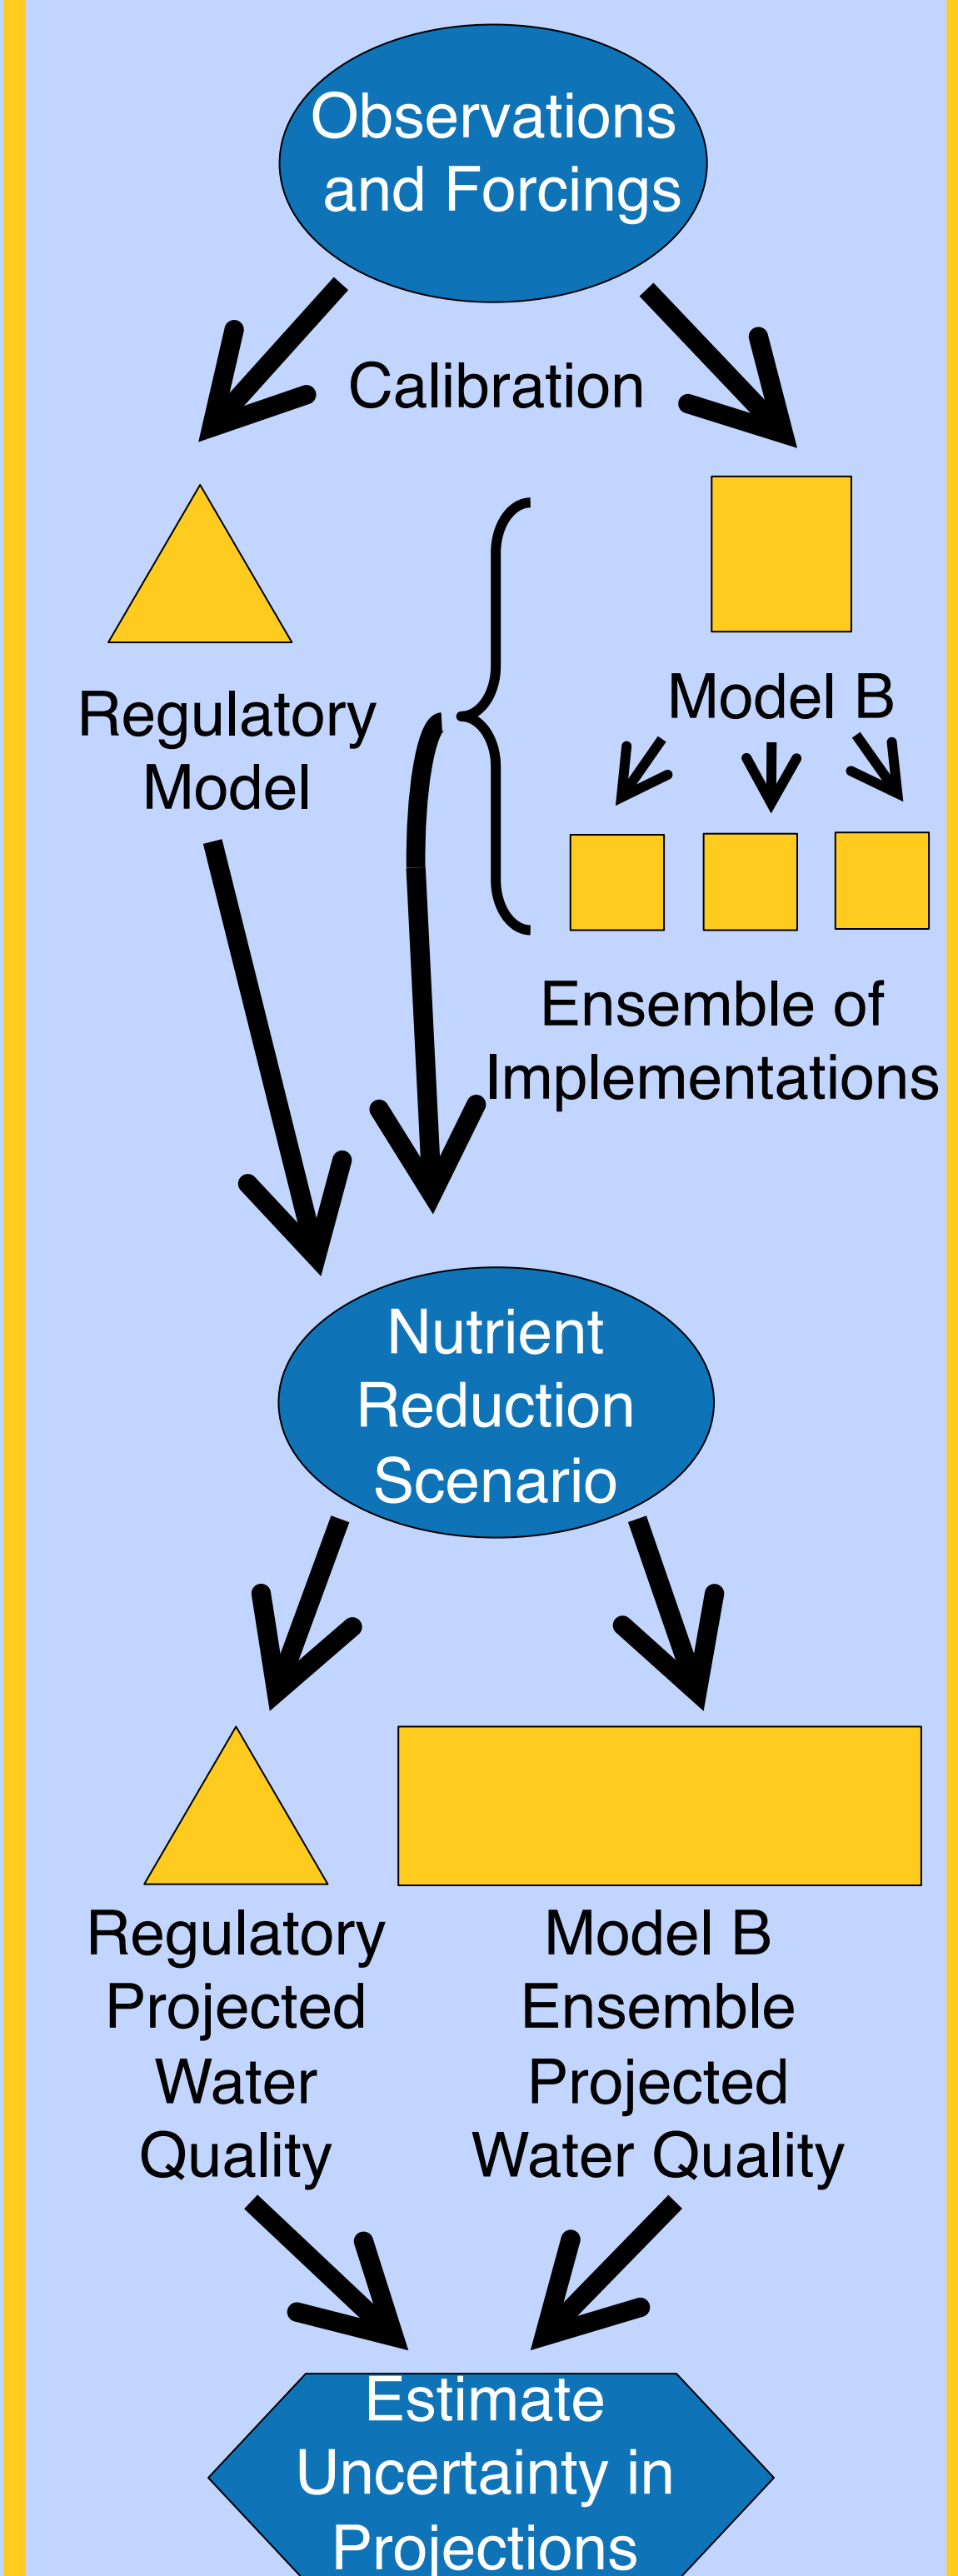 Observations
and Forcings
Calibration
Regulatory
Model
Model B
Ensemble of
Implementations
Nutrient
Reduction
Scenario
Regulatory
Projected
Water
Quality
Model B
Ensemble
Projected
Water Quality
Estimate
Uncertainty in
Projections